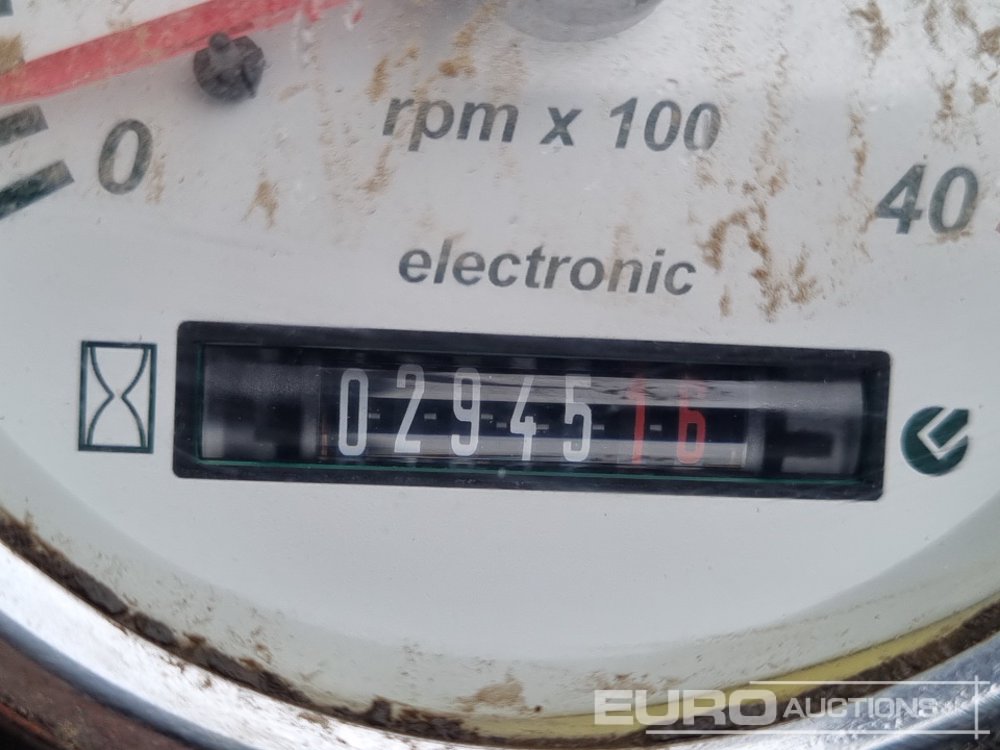 rpm x 100
0
40
electronic
0294516
EURO AUCTIONS